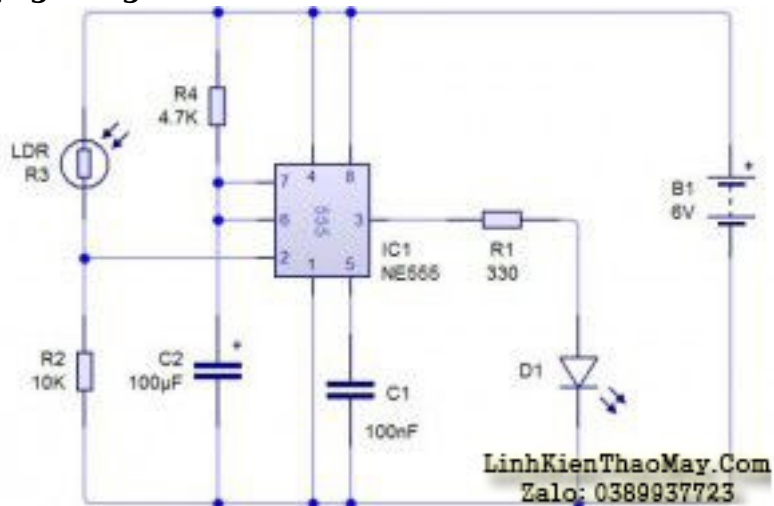 R4
4.7K
LDR
R3
7
4
8
6
555
3
2
1
5
IC1
NE555
R1
330
B1
6V
+
R2
10K
C2
100µF
+
C1
100nF
D1
LinhKienThaoMay.Com
Zalo: 0389937723